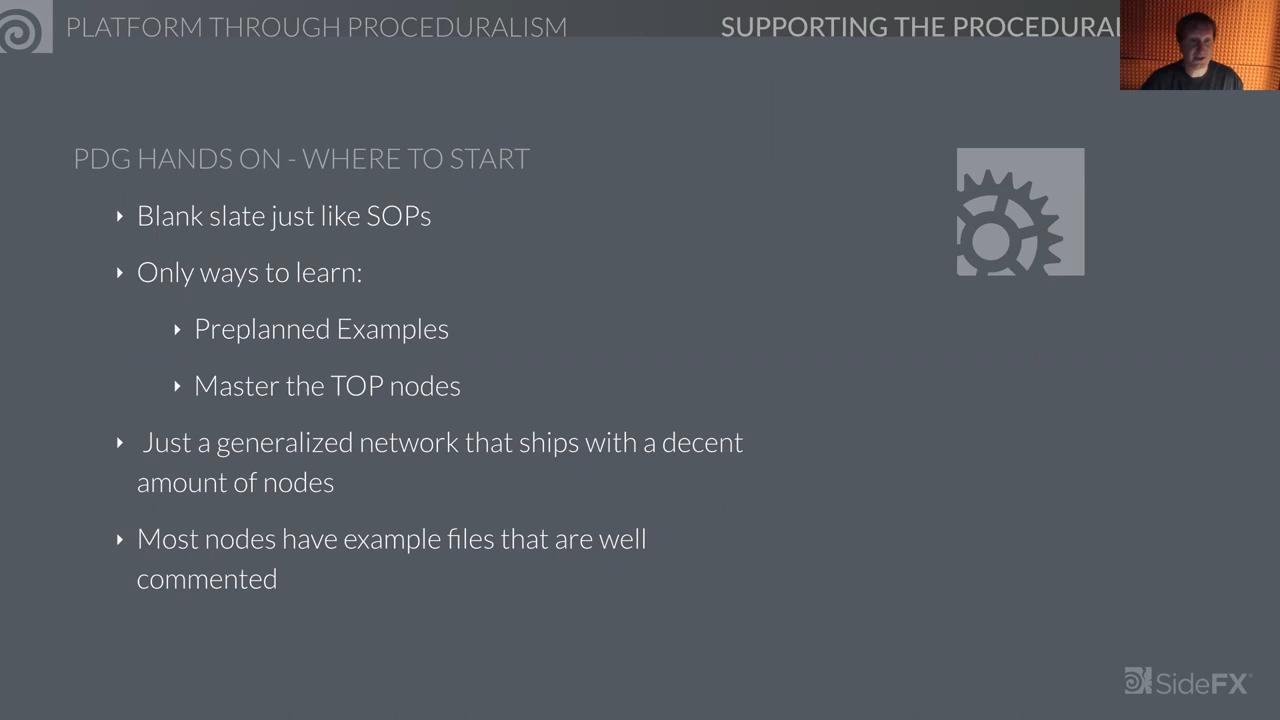 PLATFORM THROUGH PROCEDURALISM
SUPPORTING THE PROCEDURAL
PDG HANDS ON - WHERE TO START
Blank slate just like SOPs
Only ways to learn:
Preplanned Examples
Master the TOP nodes
Just a generalized network that ships with a decent
amount of nodes
Most nodes have example files that are well
commented
SideFX